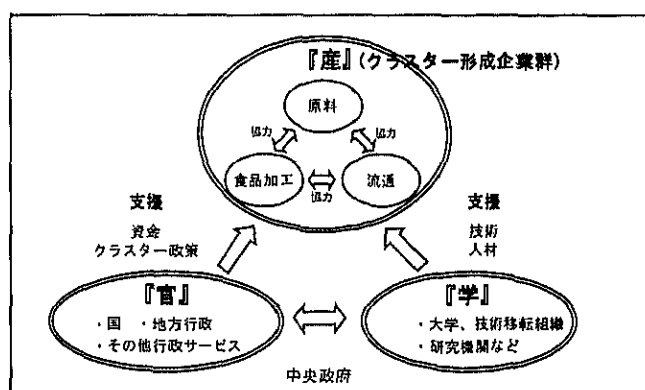 『産』(クラスター形成企業群)
原料
協力
協力
食品加工
流通
協力
支援
資金
クラスター政策
支援
技術
人材
『官』
・国 ・地方行政
・その他行政サービス
『学』
・大学、技術移転組織
・研究機関など
中央政府